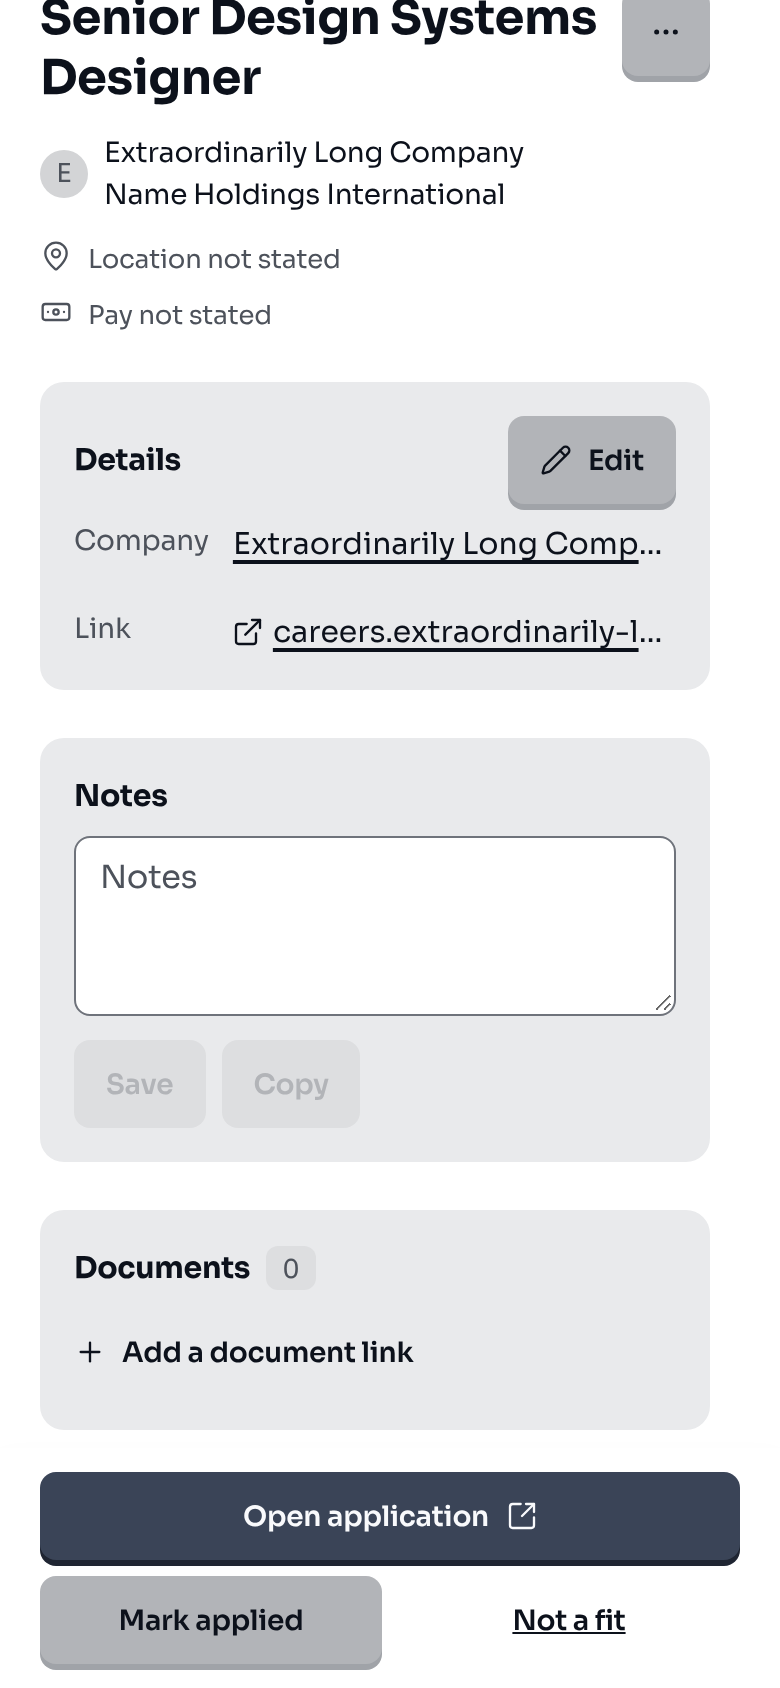 Senior Design Systems
Designer
...
E
Extraordinarily Long Company
Name Holdings International
Location not stated
Pay not stated
Details
Edit
Company
Extraordinarily Long Comp...
Link
careers.extraordinarily-l...
Notes
Notes
Save
Copy
Documents
0
Add a document link
Open application
Mark applied
Not a fit